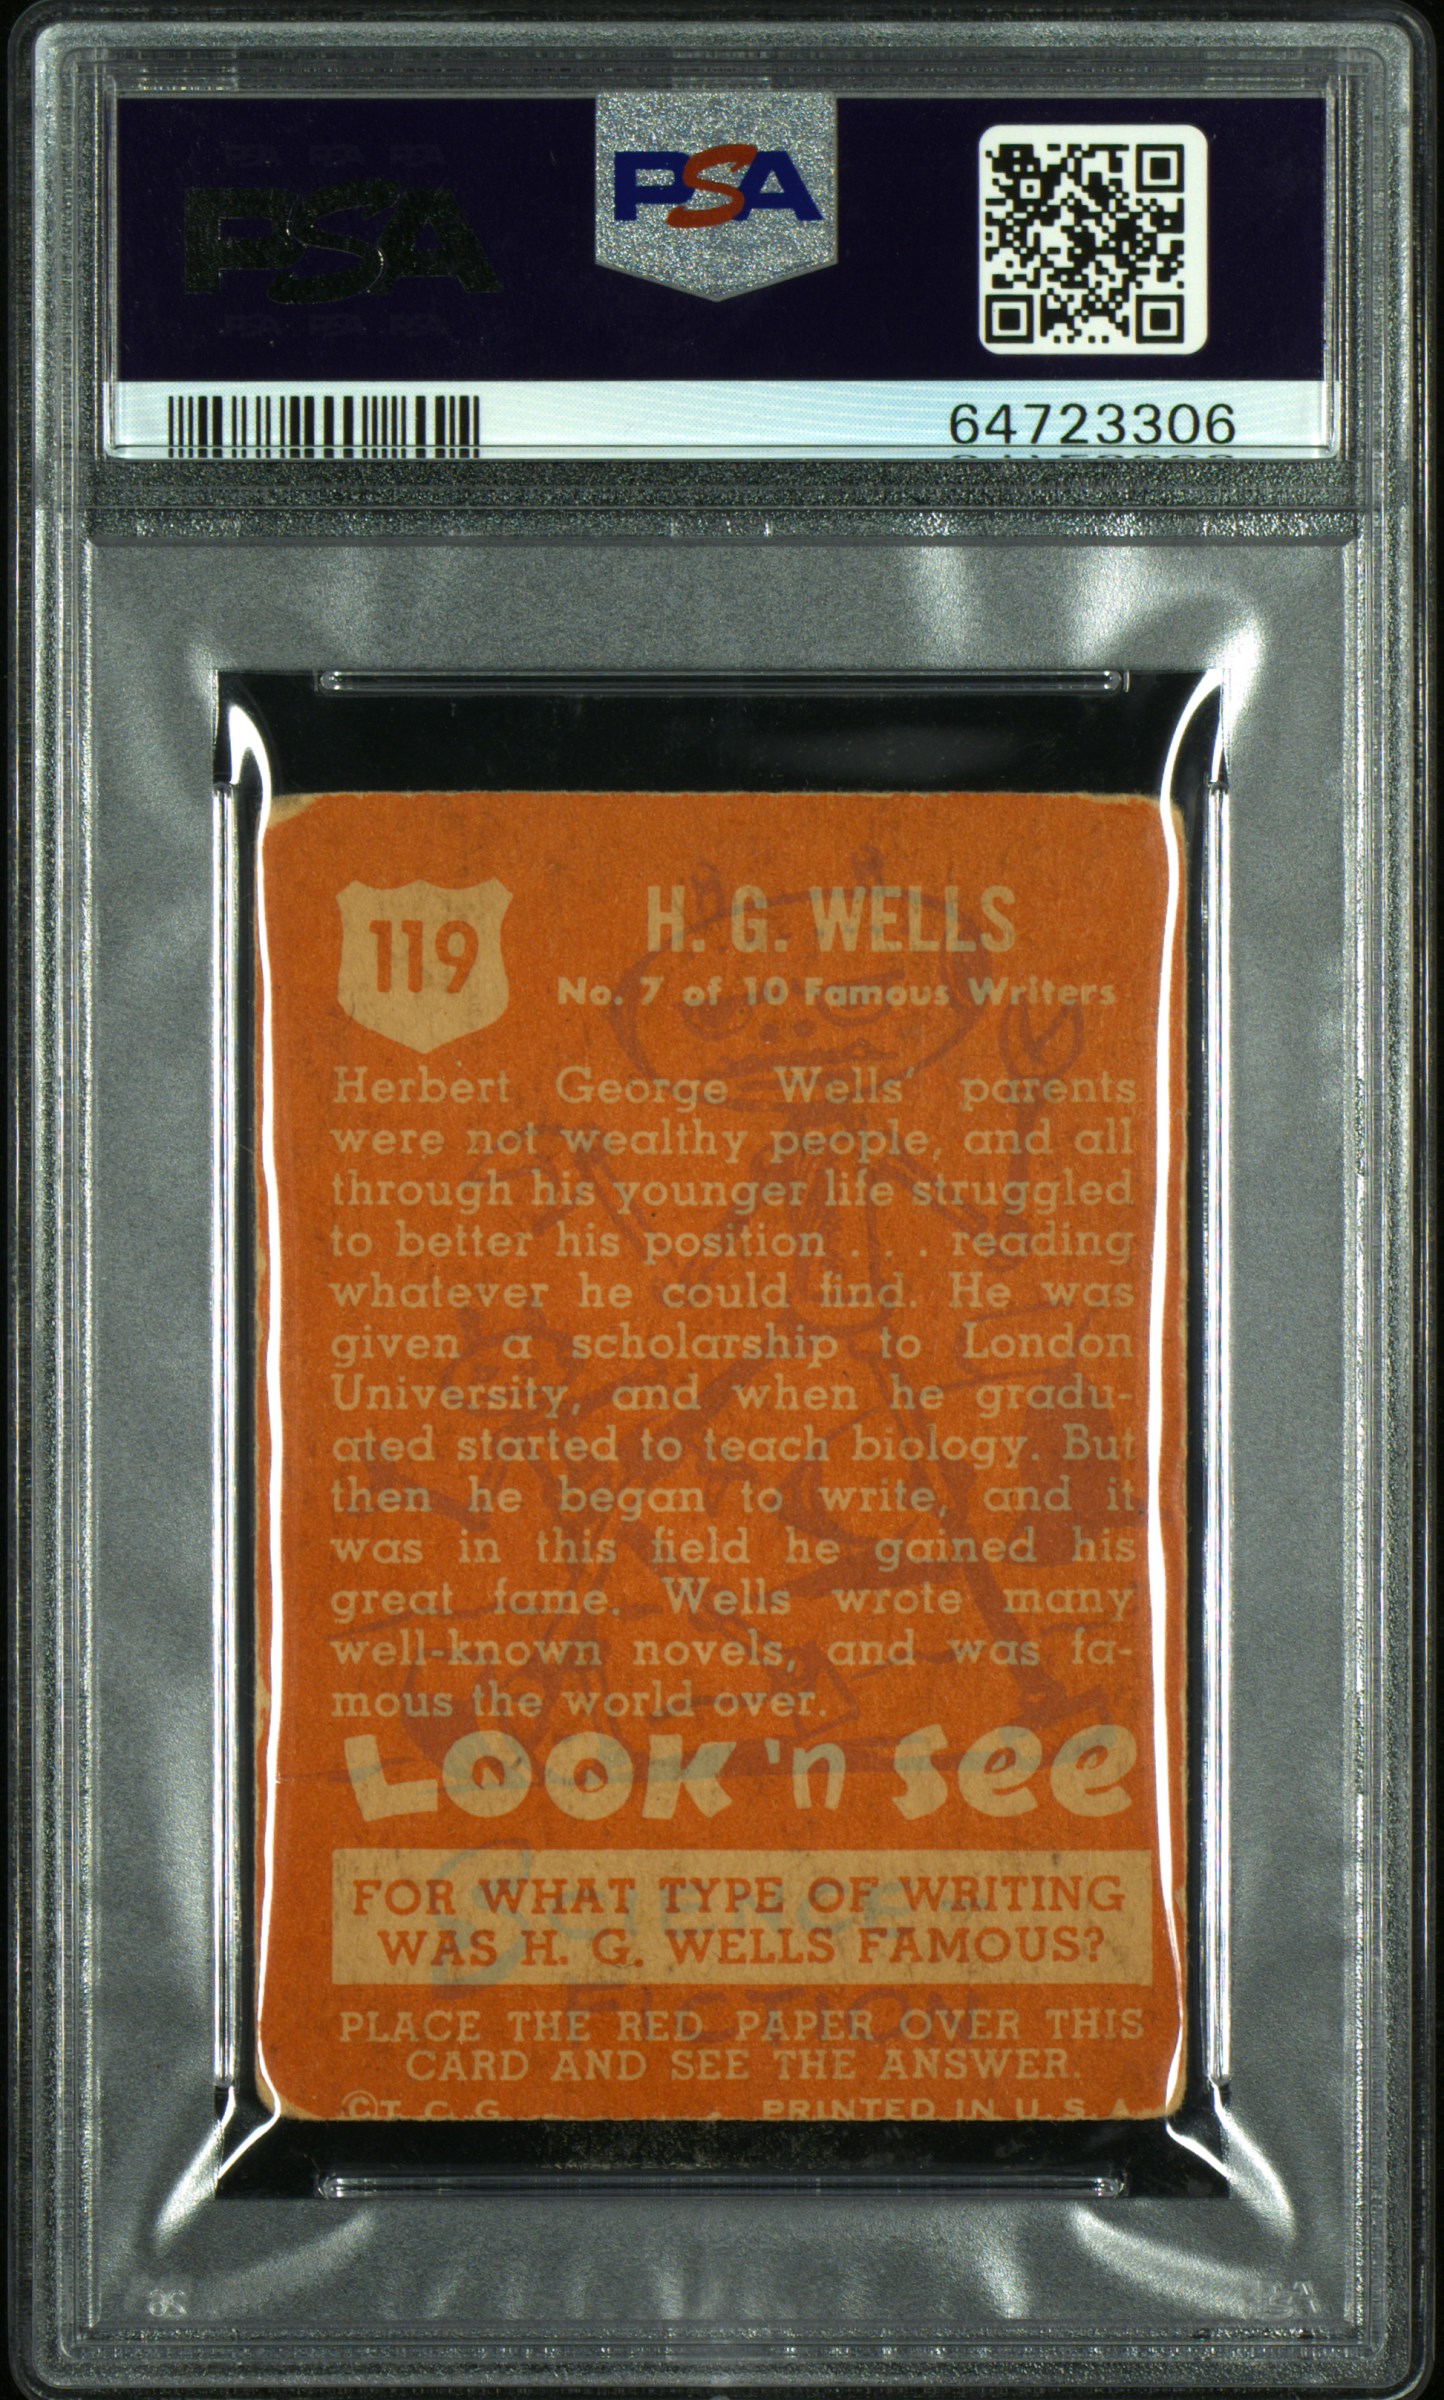 PSA
PSA
64723306
119
H. G. WELLS
No. 7 of 10 Famous Writers
Herbert George Wells' parents
were not wealthy people, and all
through his younger life struggled
to better his position . . . reading
whatever he could find. He was
given a scholarship to London
University, and when he gradu-
ated started to teach biology. But
then he began to write, and it
was in this field he gained his
great fame. Wells wrote many
well-known novels, and was fa-
mous the world over.
LOOK 'n See
FOR WHAT TYPE OF WRITING
WAS H. G. WELLS FAMOUS?
SCIENCE-
FICTION
PLACE THE RED PAPER OVER THIS
CARD AND SEE THE ANSWER.
© T. C. G. PRINTED IN U. S. A.